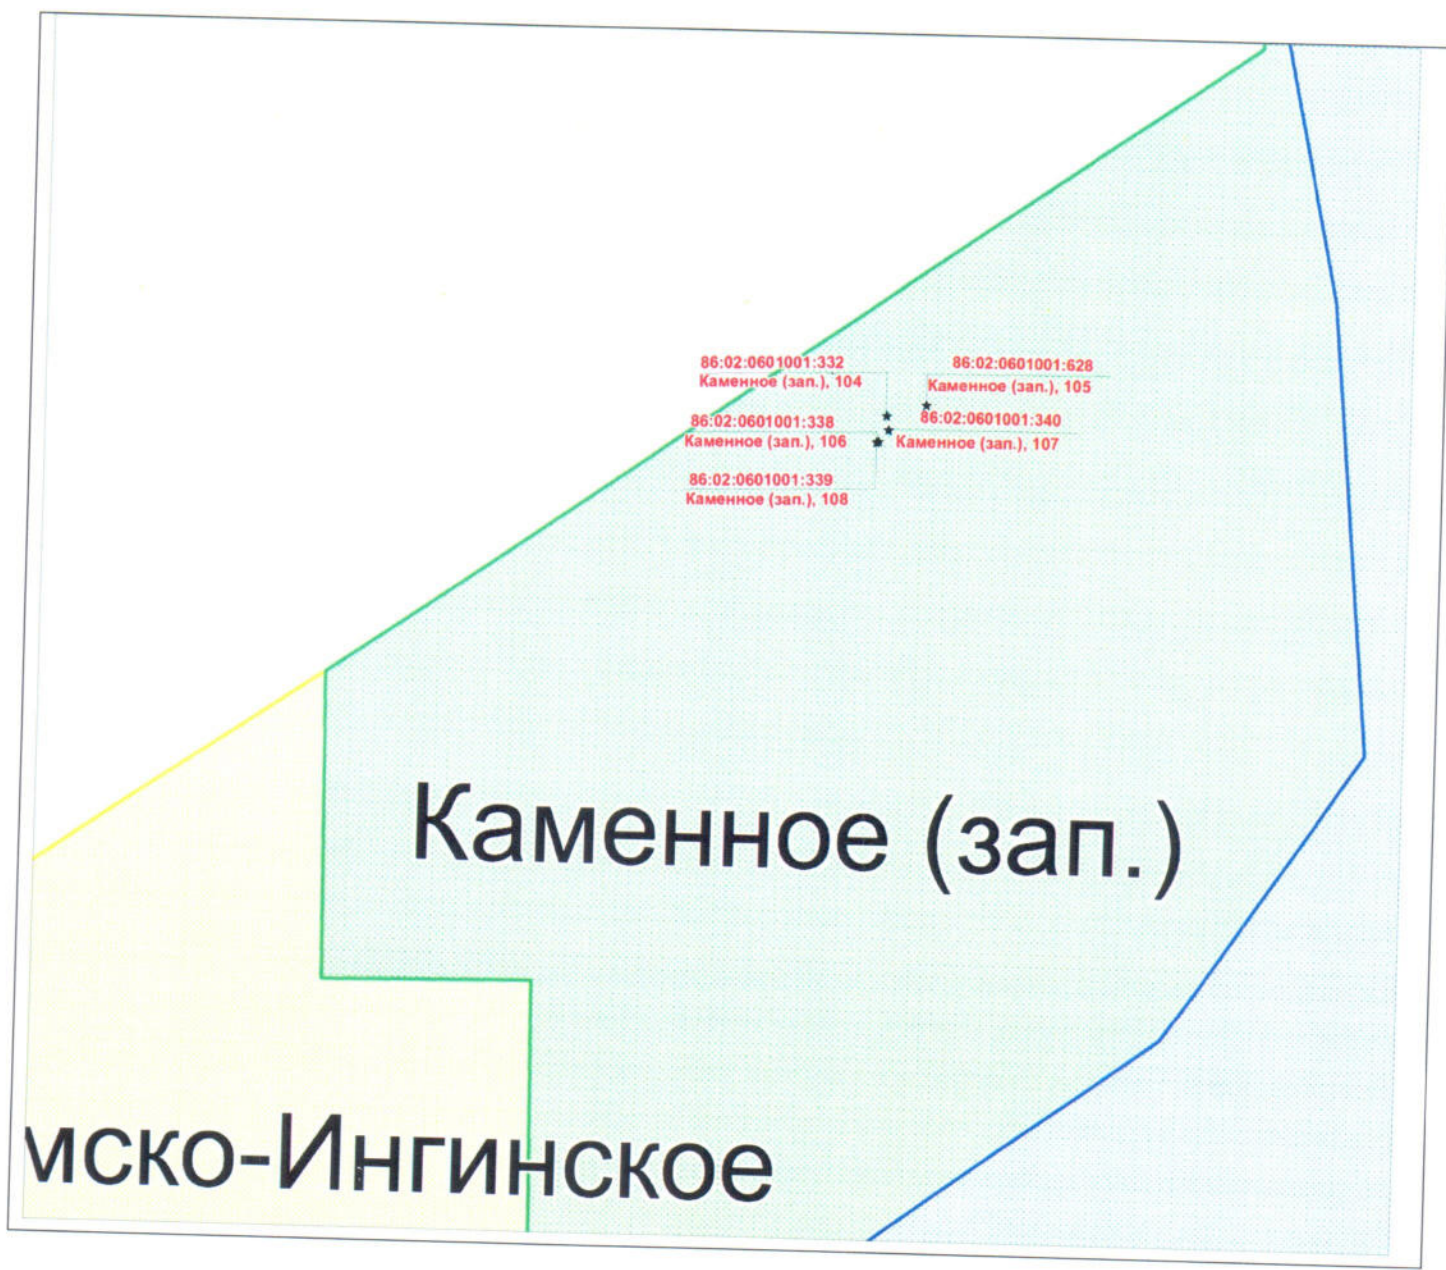 86:02:0601001:332
Каменное (зап.), 104
86:02:0601001:628
Каменное (зап.), 105
86:02:0601001:338
Каменное (зап.), 106
86:02:0601001:340
Каменное (зап.), 107
86:02:0601001:339
Каменное (зап.), 108
Каменное (зап.)
мско-Ингинское